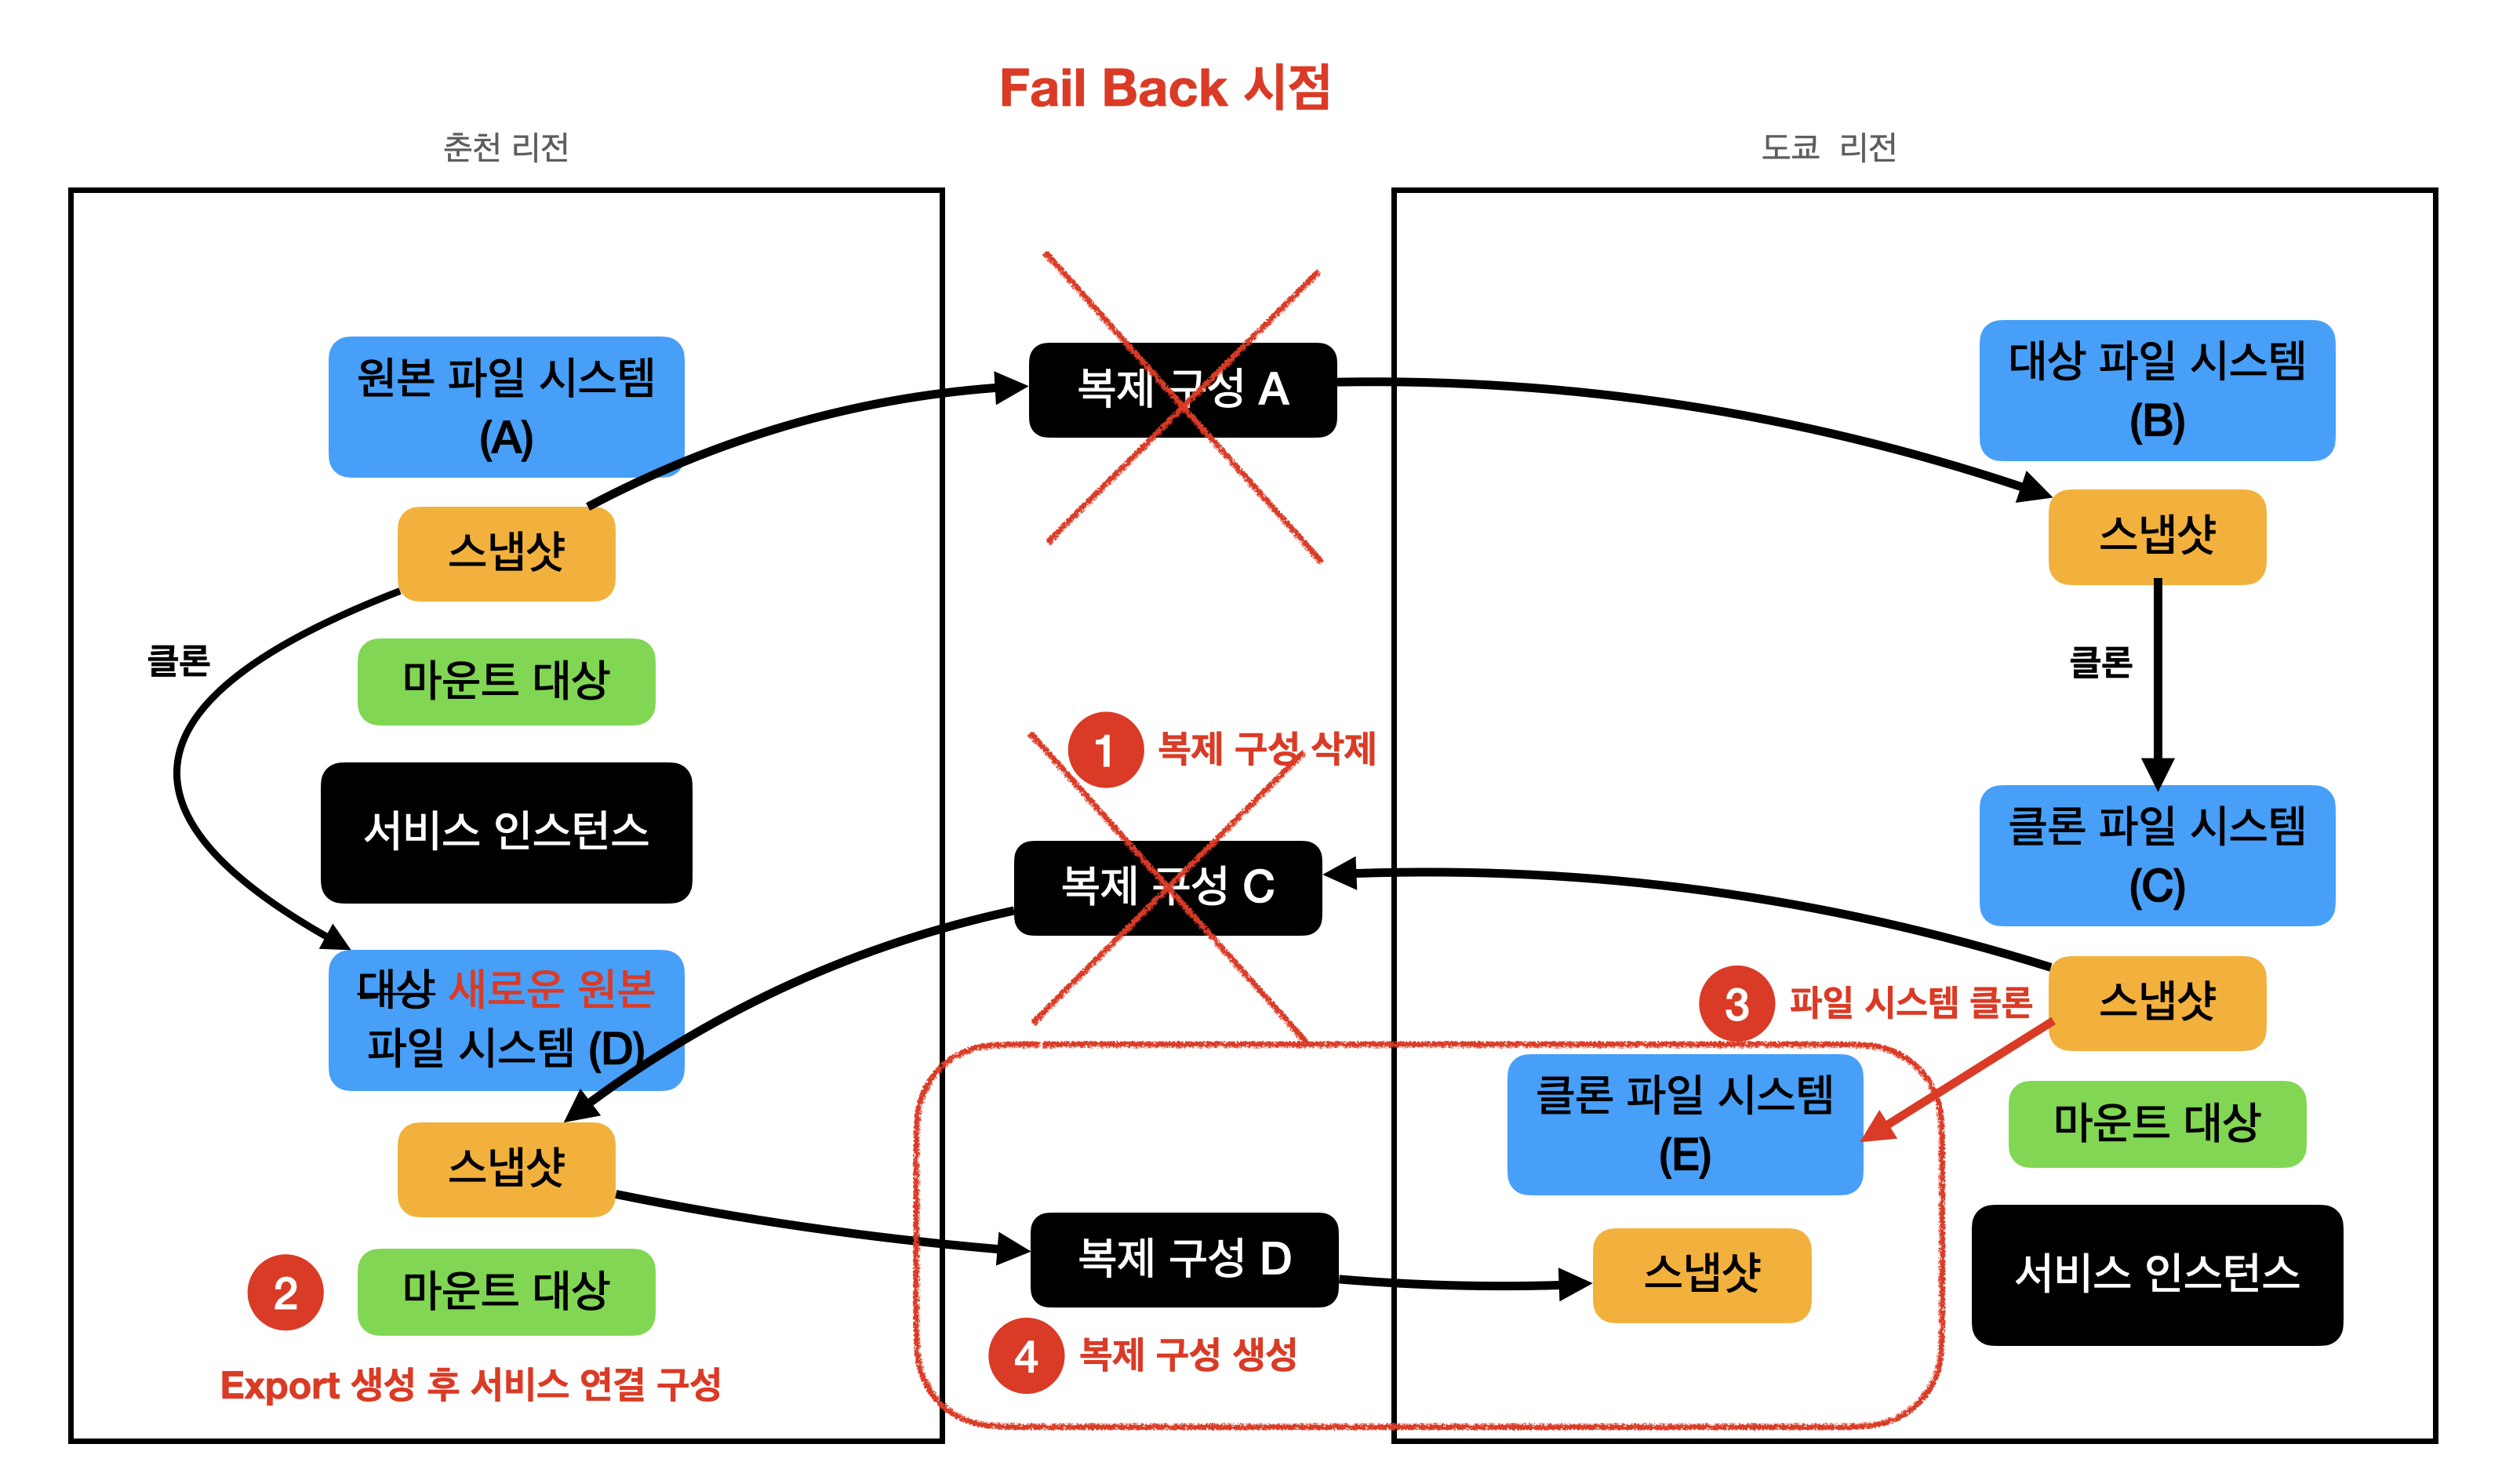 Fail Back 시점
춘천 리전
도쿄 리전
원본 파일 시스템
(A)
스냅샷
클론
마운트 대상
서비스 인스턴스
대상 새로운 원본
파일 시스템 (D)
스냅샷
2
마운트 대상
Export 생성 후 서비스 연결 구성
복제 구성 A
1 복제 구성 삭제
복제 구성 C
복제 구성 D
4 복제 구성 생성
대상 파일 시스템
(B)
스냅샷
클론
클론 파일 시스템
(C)
3 파일 시스템 클론
스냅샷
클론 파일 시스템
(E)
스냅샷
마운트 대상
서비스 인스턴스